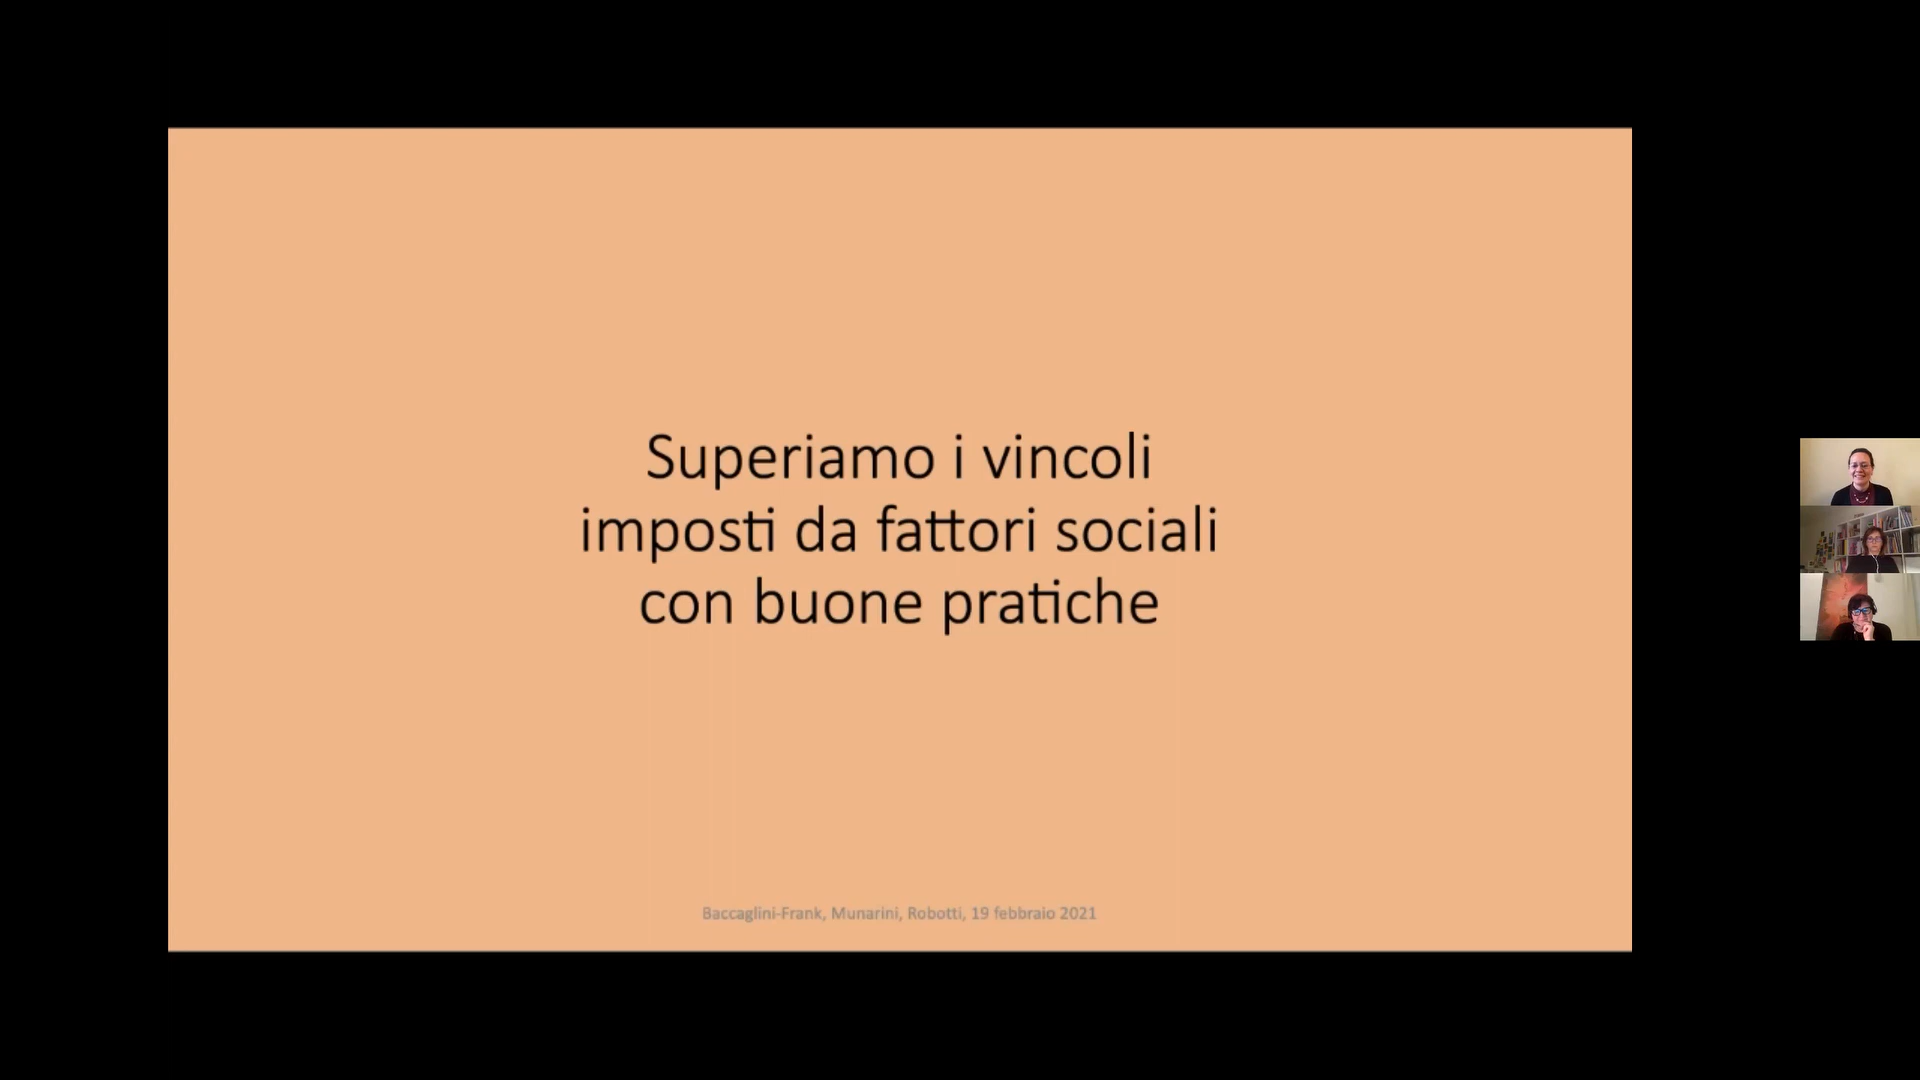 Superiamo i vincoli
imposti da fattori sociali
con buone pratiche
Baccaglini-Frank, Munarini, Robotti, 19 febbraio 2021